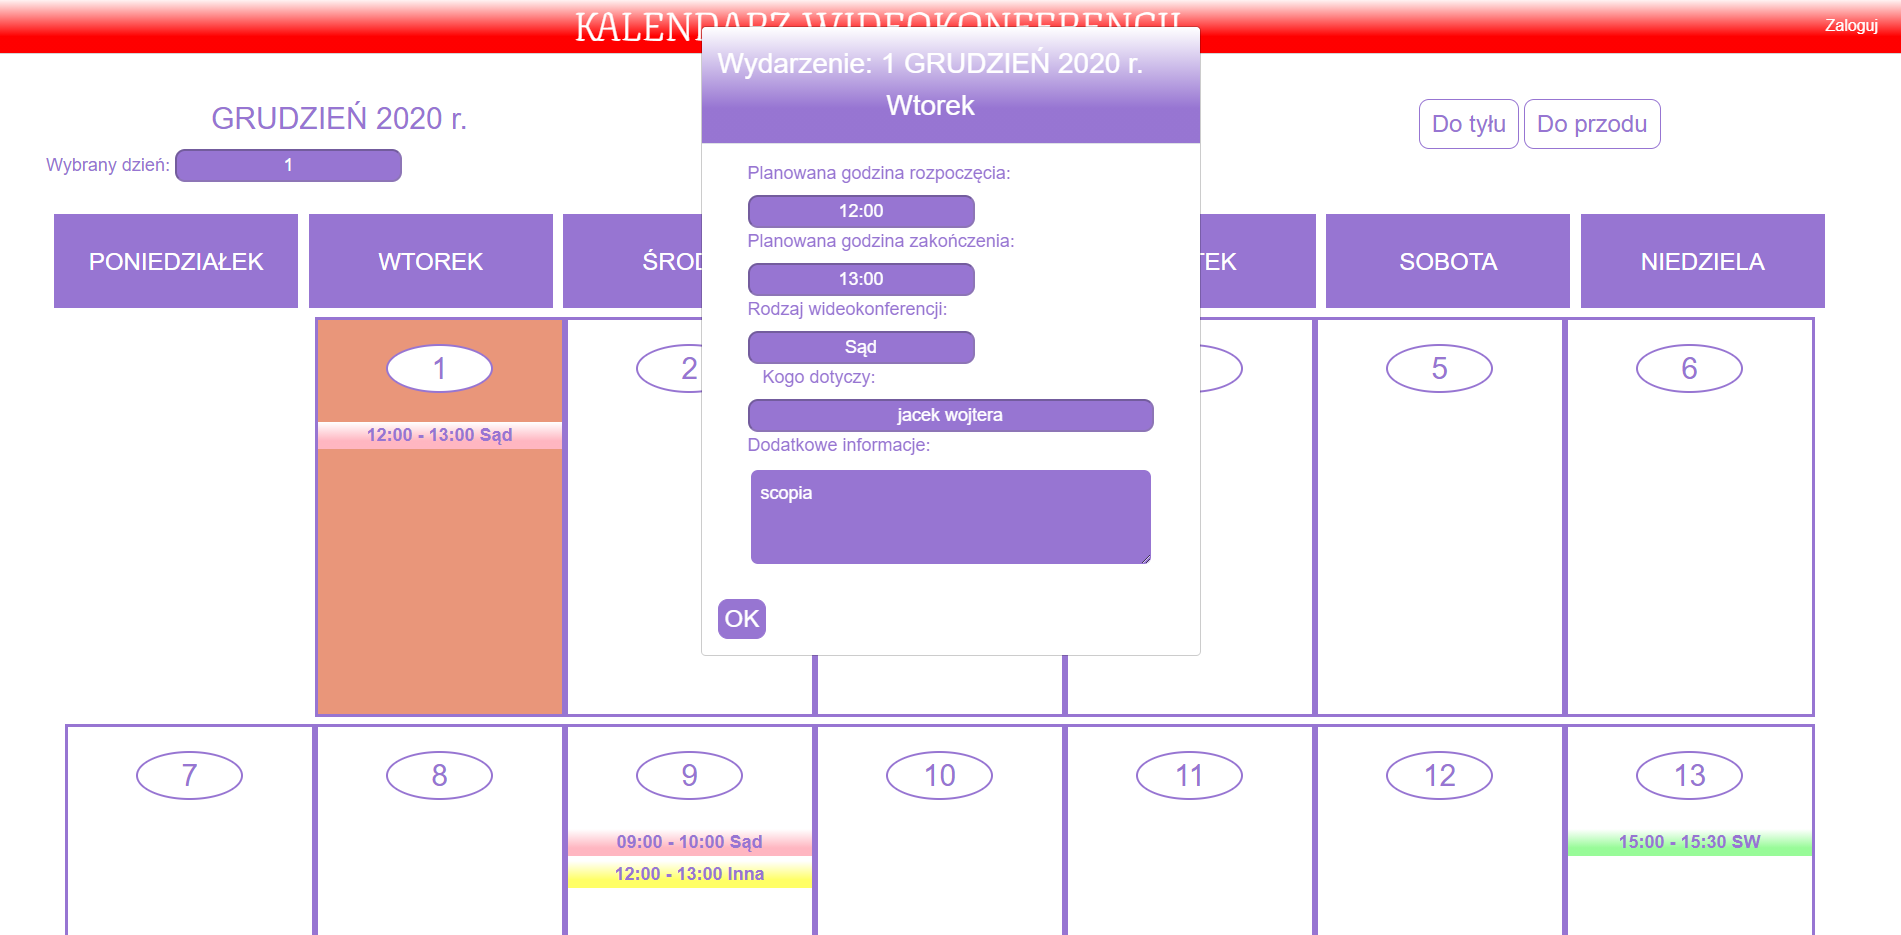 KALENDARZ WIDEOKONFERENCJI
Zaloguj
GRUDZIEŃ 2020 r.
Wybrany dzień: 1
Do tyłu
Do przodu
Wydarzenie: 1 GRUDZIEŃ 2020 r.
Wtorek
Planowana godzina rozpoczęcia:
12:00
Planowana godzina zakończenia:
13:00
Rodzaj wideokonferencji:
Sąd
Kogo dotyczy:
jacek wojtera
Dodatkowe informacje:
scopia
OK
PONIEDZIAŁEK
WTOREK
ŚROD
TEK
SOBOTA
NIEDZIELA
1
12:00 - 13:00 Sąd
2
5
6
7
8
9
09:00 - 10:00 Sąd
12:00 - 13:00 Inna
10
11
12
13
15:00 - 15:30 SW